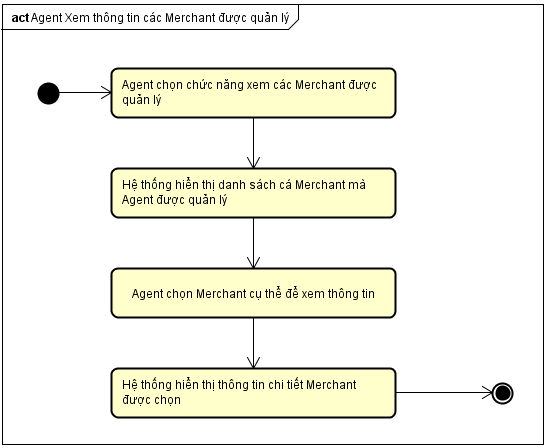 act Agent Xem thông tin các Merchant được quản lý
Agent chọn chức năng xem các Merchant được
quản lý
Hệ thống hiển thị danh sách cá Merchant mà
Agent được quản lý
Agent chọn Merchant cụ thể để xem thông tin
Hệ thống hiển thị thông tin chi tiết Merchant
được chọn